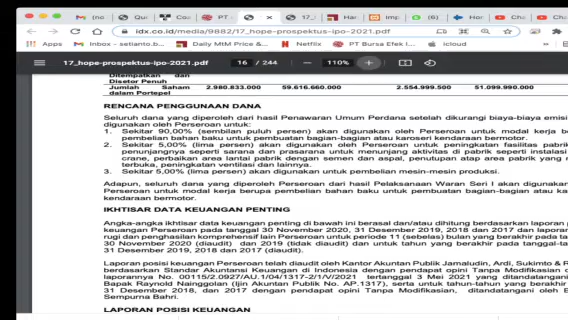 (no
Qu
Cou
PT
17_
Har
Imp
(6)
Hor
Ch
Ch
idx.co.id/media/9882/17_hope-prospektus-ipo-2021.pdf
Apps
Inbox - setianto.b...
Daily MTM Price &...
Netflix
PT Bursa Efek I...
icloud
17_hope-prospektus-ipo-2021.pdf 16 / 244 110%
Ditempatkan dan
Disetor Penuh
Jumlah Saham 2.980.833.000 59.616.660.000 2.554.999.500 51.099.990.000
dalam Portepel
RENCANA PENGGUNAAN DANA
Seluruh dana yang diperoleh dari hasil Penawaran Umum Perdana setelah dikurangi biaya-biaya emisi
digunakan oleh Perseroan untuk:
1. Sekitar 90,00% (sembilan puluh persen) akan digunakan oleh Perseroan untuk modal kerja be
pembelian bahan baku untuk pembuatan bagian-bagian atau karoseri kendaraan bermotor.
2. Sekitar 5,00% (lima persen) akan digunakan oleh Perseroan untuk peningkatan fasilitas pabrik
penunjangnya seperti sarana dan prasarana untuk menunjang aktivitas di pabrik seperti instalasi
crane, perbaikan area lantai pabrik dengan semen dan aspal, penutupan atap area pabrik yang
terbuka, peningkatan ventilasi dan lainnya.
3. Sekitar 5,00% (lima persen) akan digunakan untuk pembelian mesin-mesin produksi.
Adapun, seluruh dana yang diperoleh Perseroan dari hasil Pelaksanaan Waran Seri I akan digunakan
Perseroan untuk modal kerja berupa pembelian bahan baku untuk pembuatan bagian-bagian atau ka
kendaraan bermotor.
IKHTISAR DATA KEUANGAN PENTING
Angka-angka ikhtisar data keuangan penting di bawah ini berasal dan/atau dihitung berdasarkan laporan
keuangan Perseroan pada tanggal 30 November 2020, 31 Desember 2019, 2018 dan 2017 dan laporan
rugi dan penghasilan komprehensif lain Perseroan untuk periode 11 (sebelas) bulan yang berakhir pada ta
30 November 2020 (diaudit) dan 2019 (tidak diaudit) dan untuk tahun yang berakhir pada tanggal-ta
31 Desember 2019, 2018 dan 2017 (diaudit).
Laporan posisi keuangan Perseroan telah diaudit oleh Kantor Akuntan Publik Jamaludin, Ardi, Sukimto & R
berdasarkan Standar Akuntansi di Indonesia dengan pendapat opini Tanpa Modifikasian d
laporannya No. 00115/2.0927/AU.1/04/1317-2/1/V/2021 tertanggal 3 Mei 2021 yang ditandatangani
Bapak Raynold Nainggolan (Ijin Akuntan Publik No. AP.1317), serta untuk tahun-tahun yang berakhir
31 Desember 2018, dan 2017 dengan pendapat opini Tanpa Modifikasian, ditandatangani oleh B
Sempurna Bahri.
LAPORAN POSISI KEUANGAN